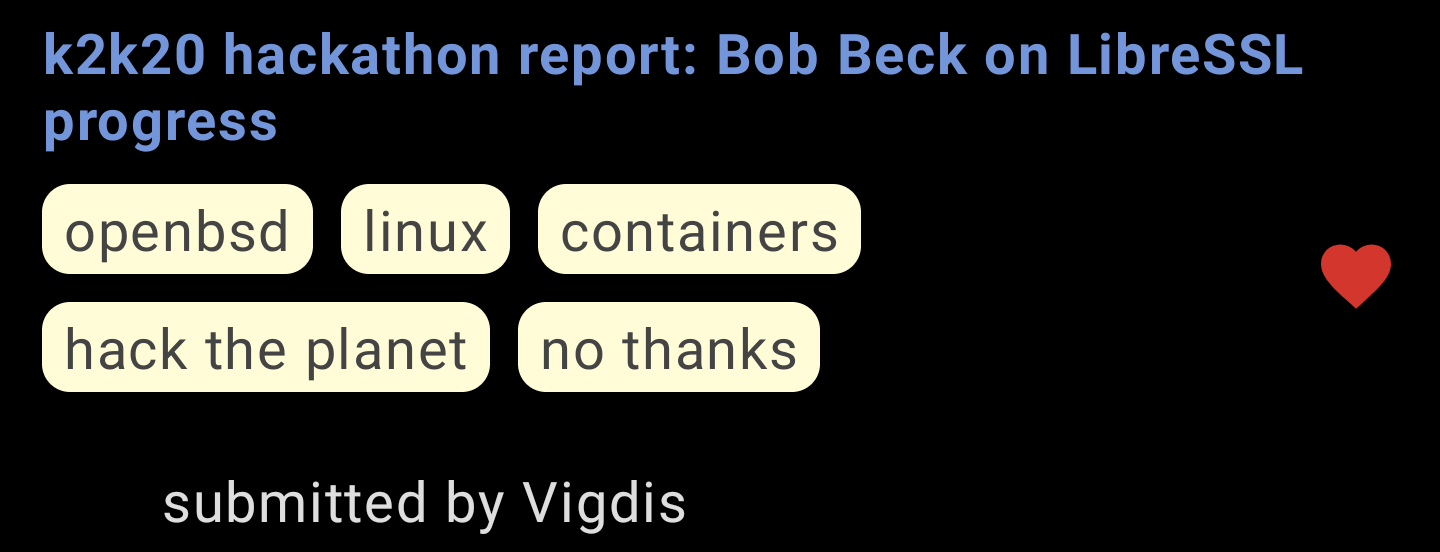 k2k20 hackathon report: Bob Beck on LibreSSL
progress
openbsd linux containers
hack the planet no thanks
submitted by Vigdis